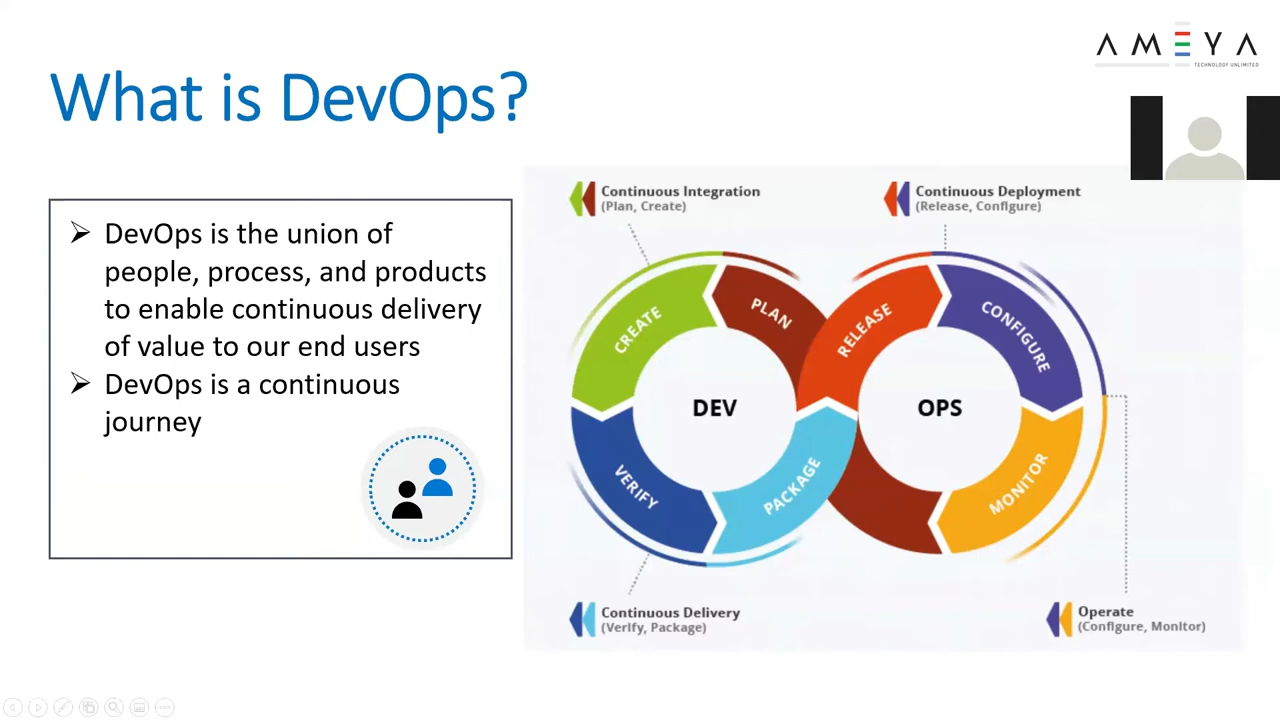 AMEYA
TECHNOLOGY UNLIMITED
What is DevOps?
DevOps is the union of
people, process, and products
to enable continuous delivery
of value to our end users
DevOps is a continuous
journey
Continuous Integration
(Plan, Create)
Continuous Deployment
(Release, Configure)
CREATE
PLAN
RELEASE
CONFIGURE
DEV
OPS
VERIFY
PACKAGE
MONITOR
Continuous Delivery
(Verify, Package)
Operate
(Configure, Monitor)